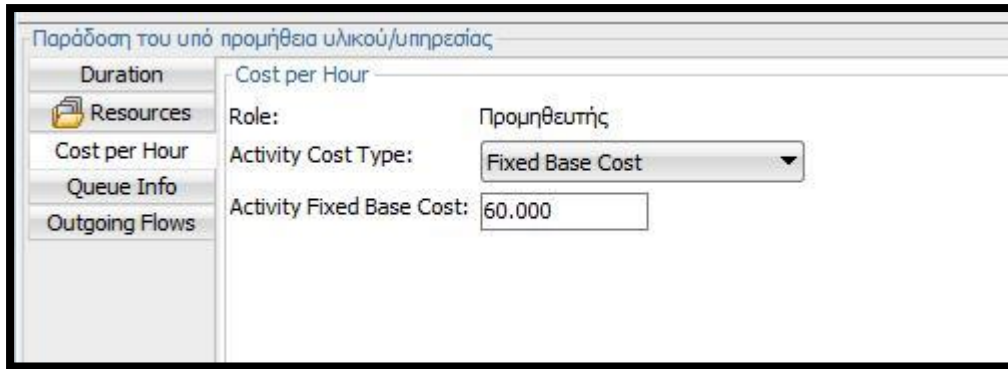 Παράδοση του υπό προμήθεια υλικού/υπηρεσίας
Duration
Resources
Cost per Hour
Queue Info
Outgoing Flows
Cost per Hour
Role: Προμηθευτής
Activity Cost Type: Fixed Base Cost
Activity Fixed Base Cost: 60.000